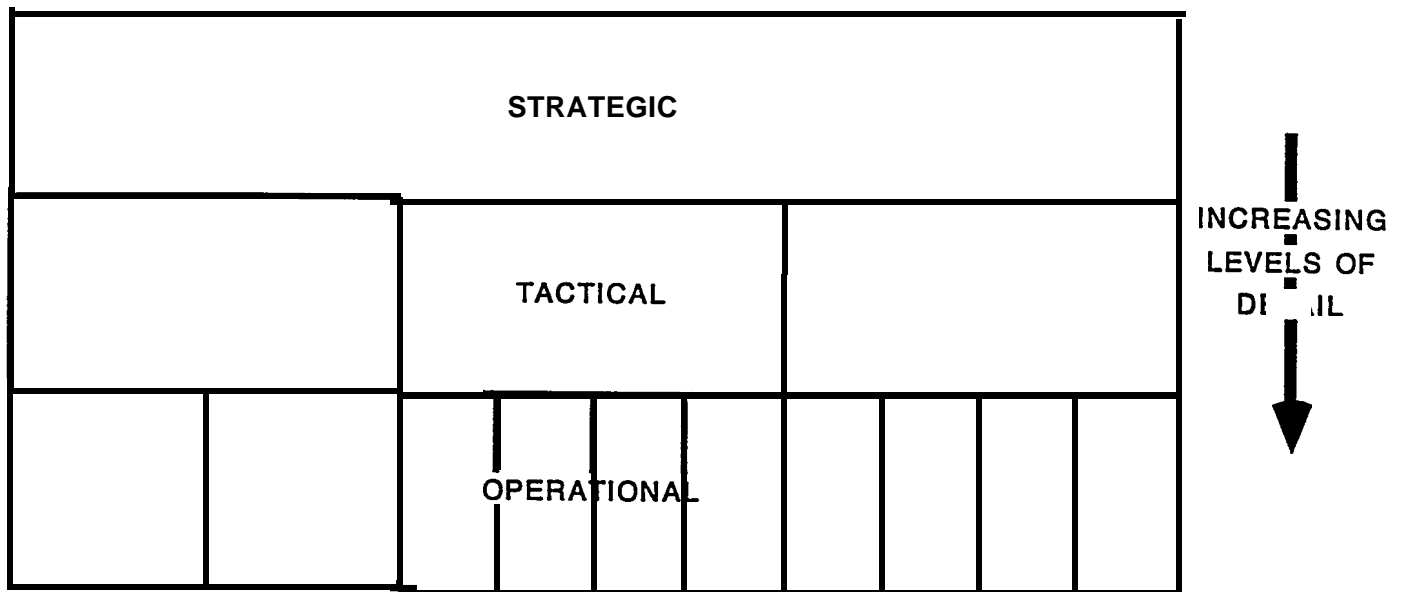 STRATEGIC
INCREASING
TACTICAL
LEVELS OF
OPERATIONAL